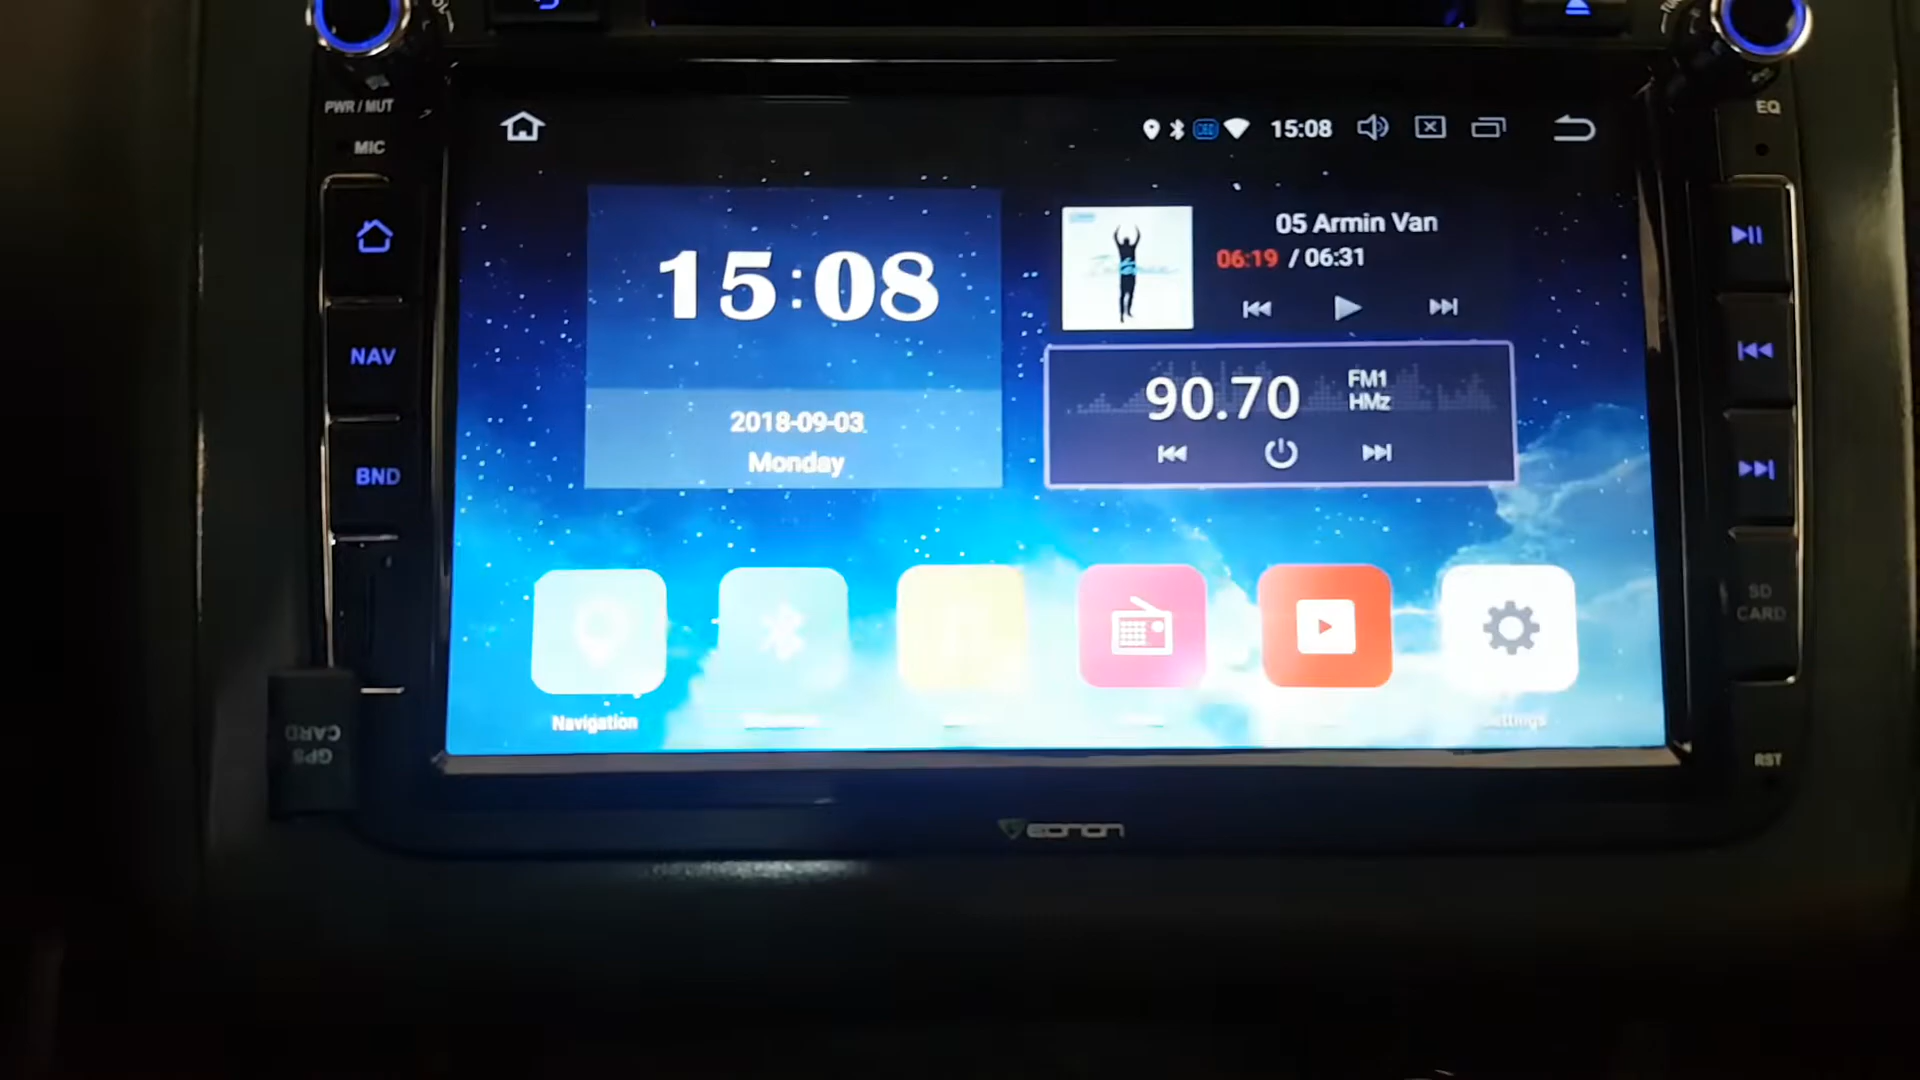 PWR / MUT
MIC
NAV
BND
GPS
CARD
15:08
15:08
2018-09-03
Monday
05 Armin Van
06:19 / 06:31
90.70
FM1
HMz
Navigation
Settings
EQ
SD
CARD
RST
eonon